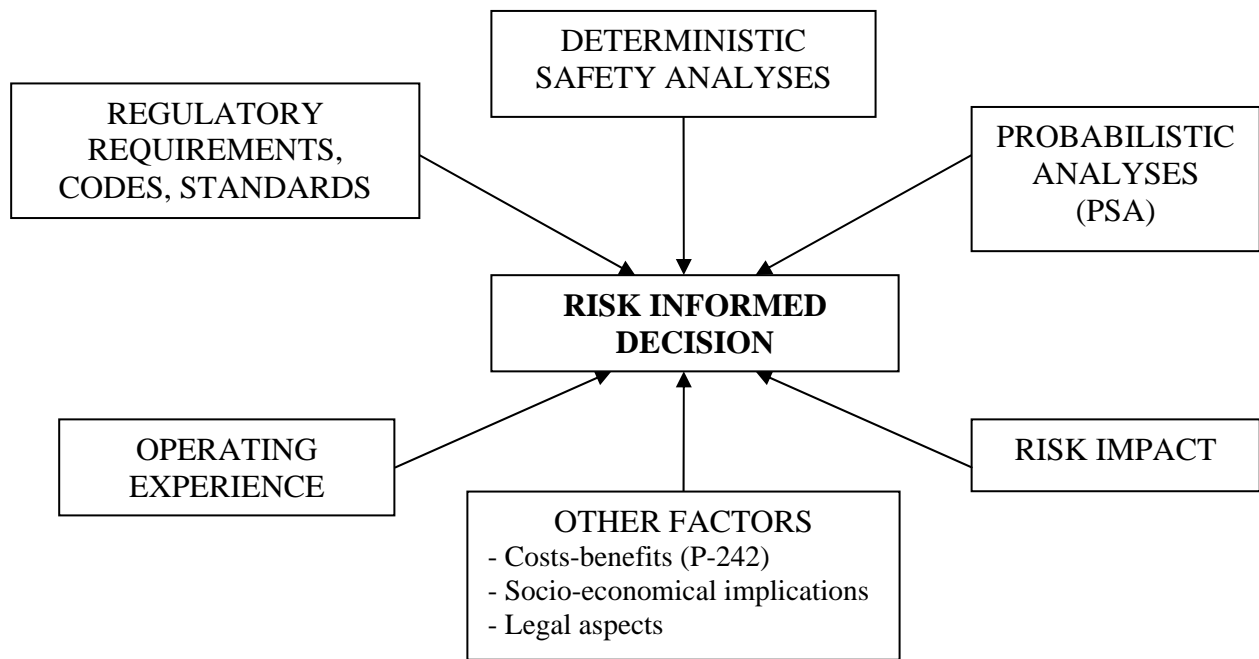 DETERMINISTIC
SAFETY ANALYSES
REGULATORY
REQUIREMENTS,
CODES, STANDARDS
PROBABILISTIC
ANALYSES
(PSA)
RISK INFORMED
DECISION
OPERATING
EXPERIENCE
RISK IMPACT
OTHER FACTORS
- Costs-benefits (P-242)
- Socio-economical implications
- Legal aspects